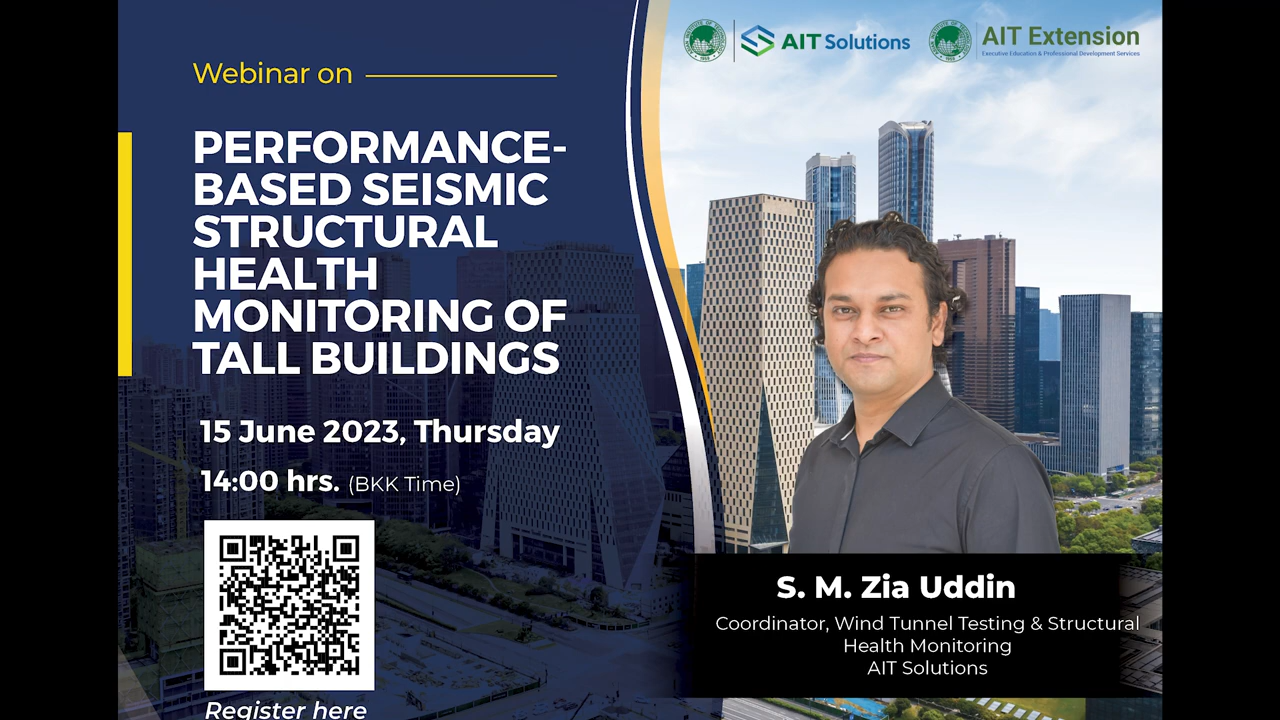 Webinar on
PERFORMANCE-
BASED SEISMIC
STRUCTURAL
HEALTH
MONITORING OF
TALL BUILDINGS
15 June 2023, Thursday
14:00 hrs. (BKK Time)
Register here
AIT Solutions
AIT Extension
Executive Education & Professional Development Services
S. M. Zia Uddin
Coordinator, Wind Tunnel Testing & Structural
Health Monitoring
AIT Solutions